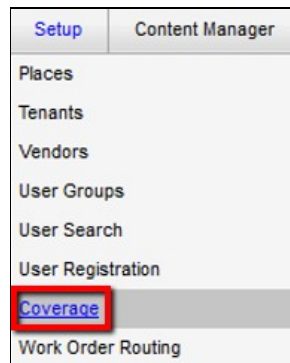 Setup Content Manager
Places
Tenants
Vendors
User Groups
User Search
User Registration
Coverage
Work Order Routing